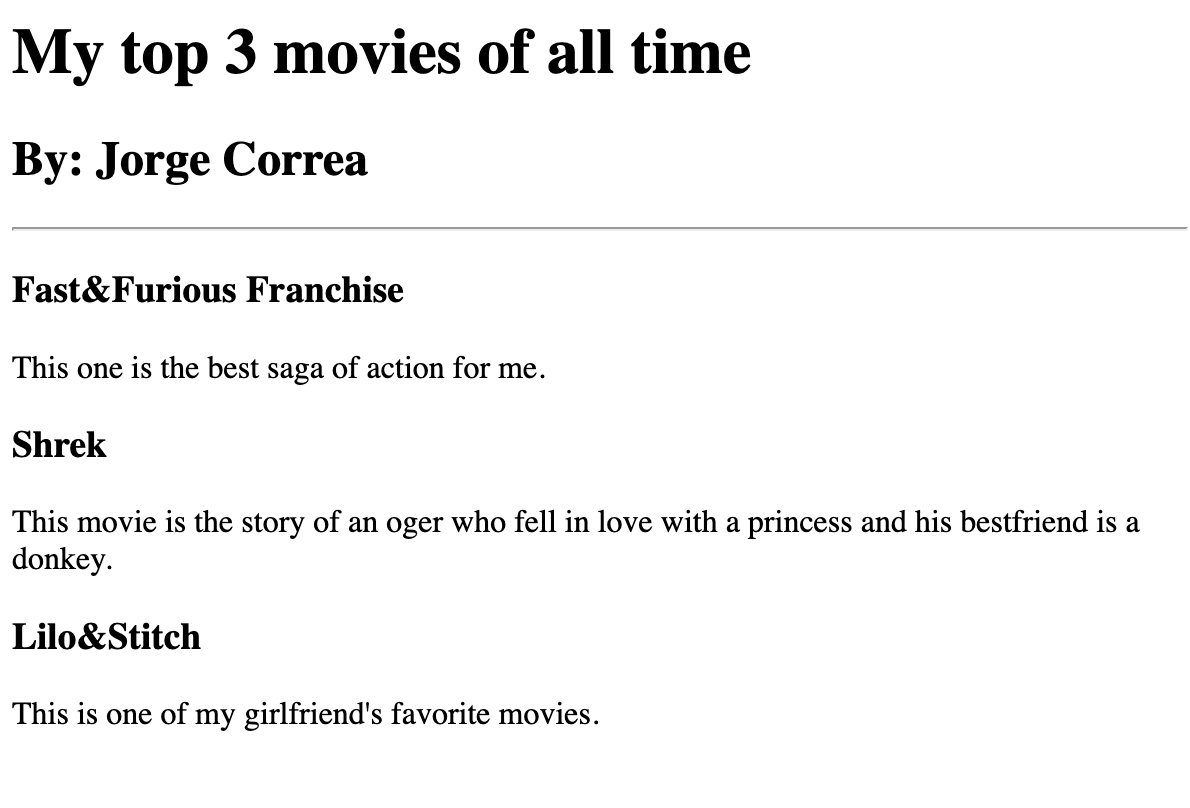 My top 3 movies of all time
By: Jorge Correa
Fast&Furious Franchise
This one is the best saga of action for me.
Shrek
This movie is the story of an oger who fell in love with a princess and his bestfriend is a
donkey.
Lilo&Stitch
This is one of my girlfriend's favorite movies.